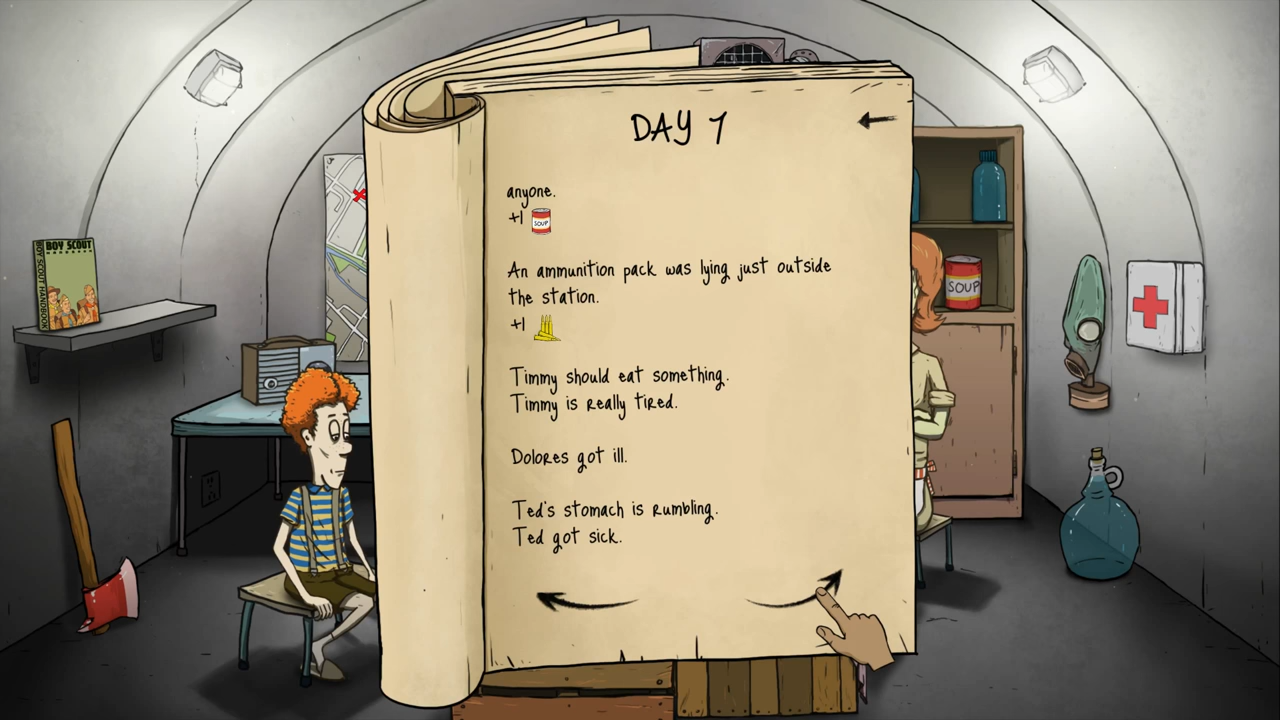 DAY 7
anyone.
+1 SOUP
An ammunition pack was lying just outside
the station.
+1
Timmy should eat something.
Timmy is really tired.
Dolores got ill.
Ted's stomach is rumbling.
Ted got sick.
BOY SCOUT
BOY SCOUT HANDBOOK
SOUP